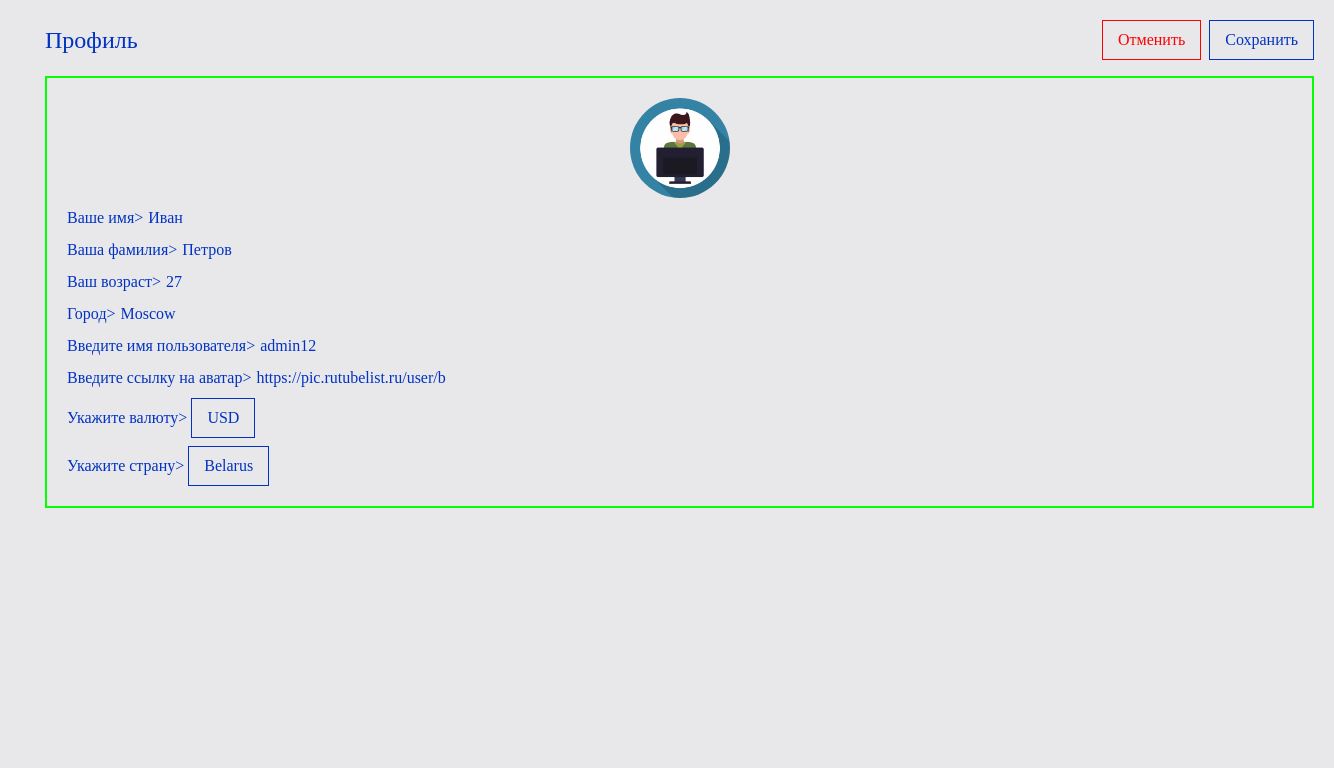 Профиль
Отменить
Сохранить
Ваше имя> Иван
Ваша фамилия> Петров
Ваш возраст> 27
Город> Moscow
Введите имя пользователя> admin12
Введите ссылку на аватар> https://pic.rutubelist.ru/user/b
Укажите валюту> USD
Укажите страну> Belarus